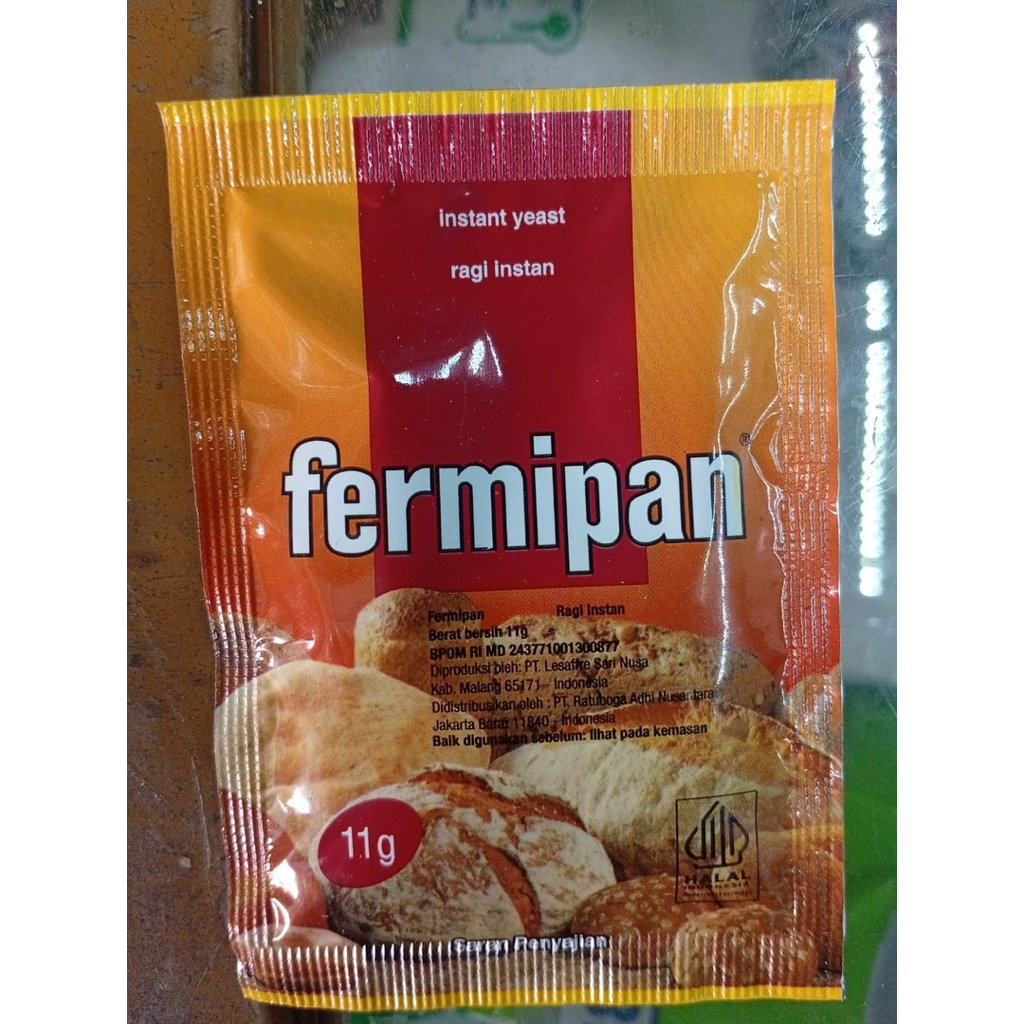 instant yeast
ragi instan
fermipan®
Fermipan Ragi Instan
Berat bersih 11g
BPOM RI MD 243771001300877
Diproduksi oleh: PT. Lesaffre Sari Nusa
Kab. Malang 65171 - Indonesia
Didistribusikan oleh : PT. Ratuboga Adhi Nusantara
Jakarta Barat 11840 - Indonesia
Baik digunakan sebelum: lihat pada kemasan
11g
HALAL
INDONESIA
Saran Penyajian